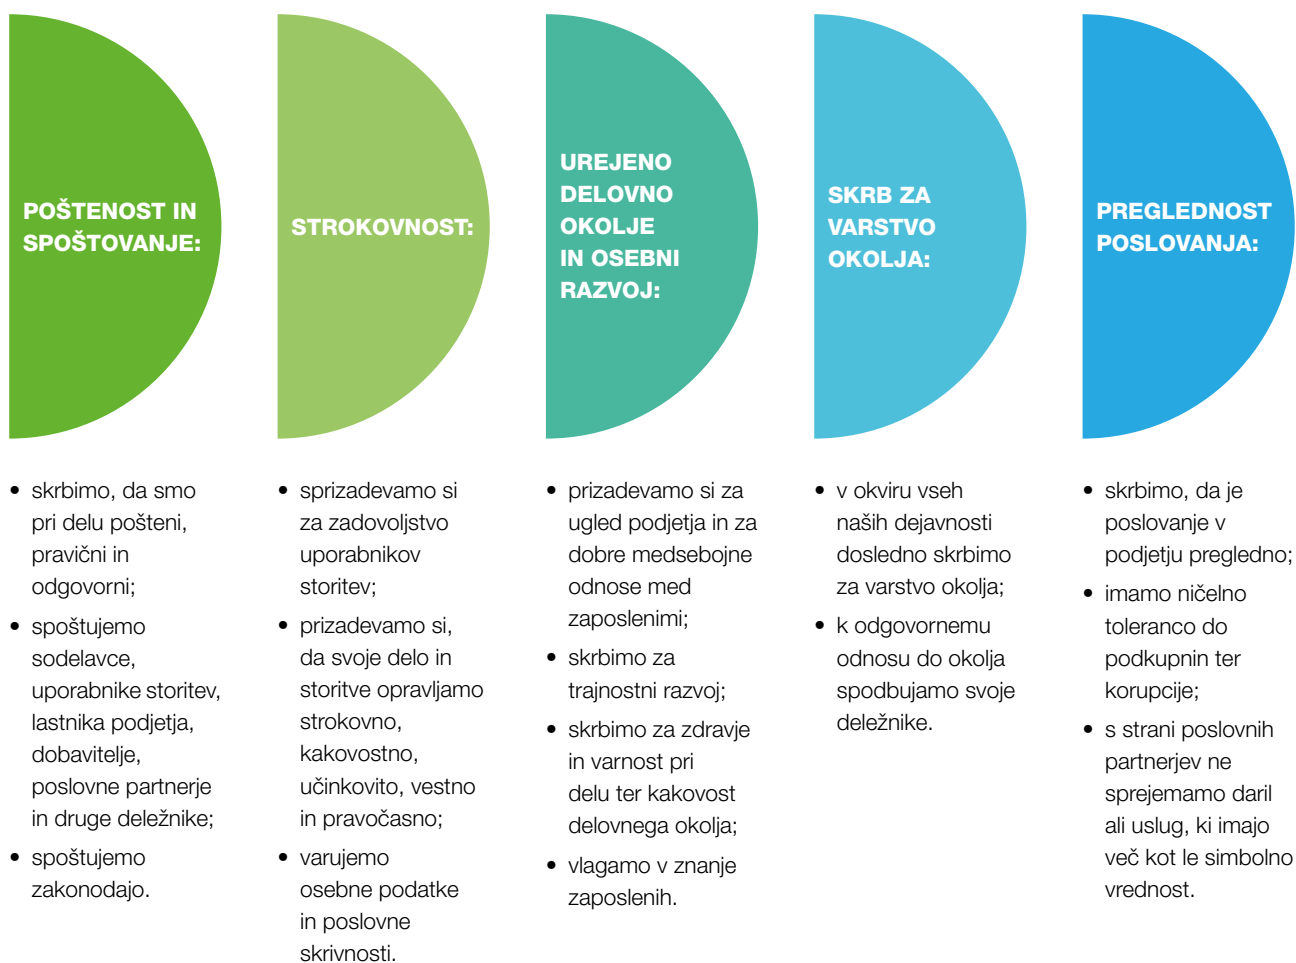 POŠTENOST IN
SPOŠTOVANJE:
• skrbimo, da smo
pri delu pošteni,
pravični in
odgovorni;
• spoštujemo
sodelavce,
uporabnike storitev,
lastnika podjetja,
dobavitelje,
poslovne partnerje
in druge deležnike;
• spoštujemo
zakonodajo.
STROKOVNOST:
• sprizadevamo si
za zadovoljstvo
uporabnikov
storitev;
• prizadevamo si,
da svoje delo in
storitve opravljamo
strokovno,
kakovostno,
učinkovito, vestno
in pravočasno;
• varujemo
osebne podatke
in poslovne
skrivnosti.
UREJENO
DELOVNO
OKOLJE
IN OSEBNI
RAZVOJ:
• prizadevamo si za
ugled podjetja in za
dobre medsebojne
odnose med
zaposlenimi;
• skrbimo za
trajnostni razvoj;
• skrbimo za zdravje
in varnost pri
delu ter kakovost
delovnega okolja;
• vlagamo v znanje
zaposlenih.
SKRB ZA
VARSTVO
OKOLJA:
• v okviru vseh
naših dejavnosti
dosledno skrbimo
za varstvo okolja;
• k odgovornemu
odnosu do okolja
spodbujamo svoje
deležnike.
PREGLEDNOST
POSLOVANJA:
• skrbimo, da je
poslovanje v
podjetju pregledno;
• imamo ničelno
toleranco do
podkupnin ter
korupcije;
• s strani poslovnih
partnerjev ne
sprejemamo daril
ali uslug, ki imajo
več kot le simbolno
vrednost.